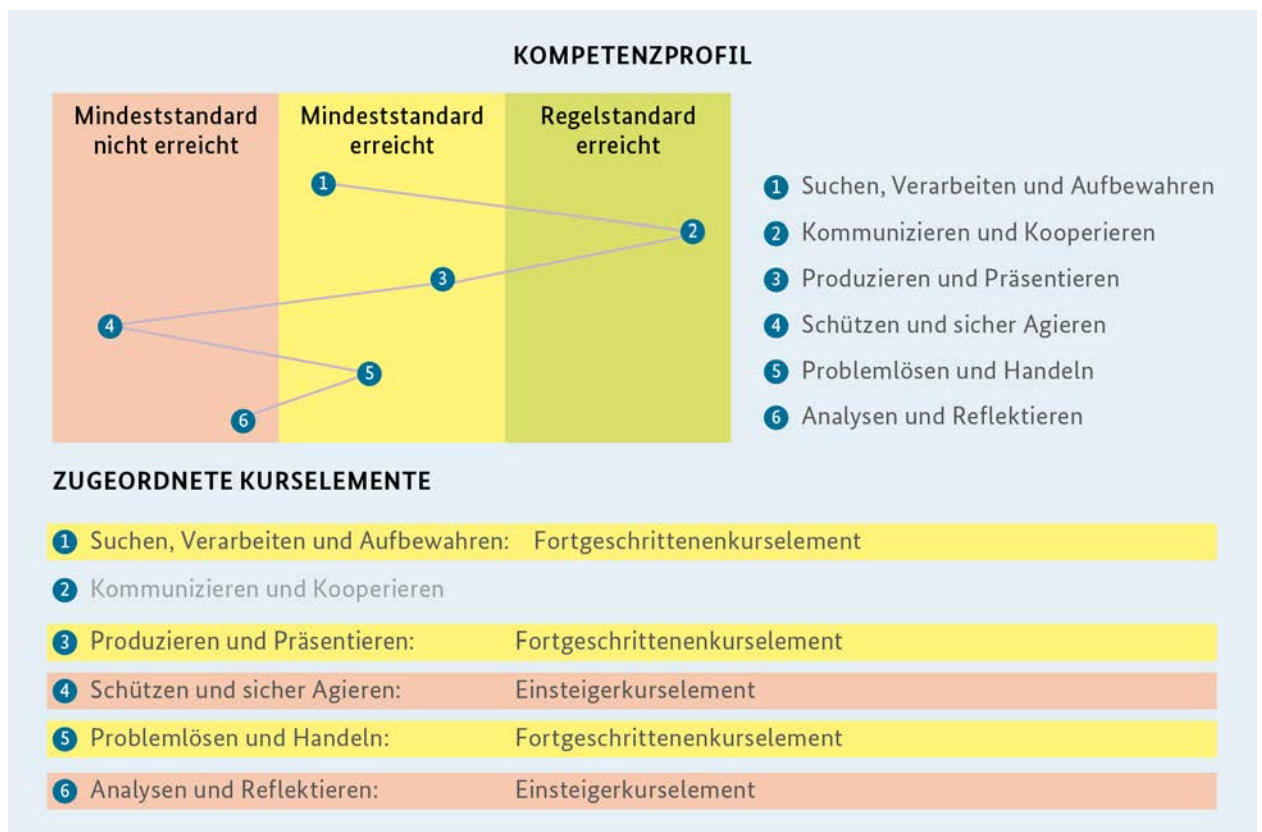 KOMPETENZPROFIL
Mindeststandard
nicht erreicht
Mindeststandard
erreicht
Regelstandard
erreicht
1
2
3
4
5
6
1 Suchen, Verarbeiten und Aufbewahren
2 Kommunizieren und Kooperieren
3 Produzieren und Präsentieren
4 Schützen und sicher Agieren
5 Problemlösen und Handeln
6 Analysen und Reflektieren
ZUGEORDNETE KURSELEMENTE
1 Suchen, Verarbeiten und Aufbewahren: Fortgeschrittenenkurselement
2 Kommunizieren und Kooperieren
3 Produzieren und Präsentieren: Fortgeschrittenenkurselement
4 Schützen und sicher Agieren: Einsteigerkurselement
5 Problemlösen und Handeln: Fortgeschrittenenkurselement
6 Analysen und Reflektieren: Einsteigerkurselement